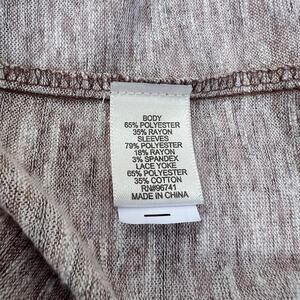 BODY
65% POLYESTER
35% RAYON
SLEEVES
79% POLYESTER
18% RAYON
3% SPANDEX
LACE YOKE
65% POLYESTER
35% COTTON
RN#96741
MADE IN CHINA